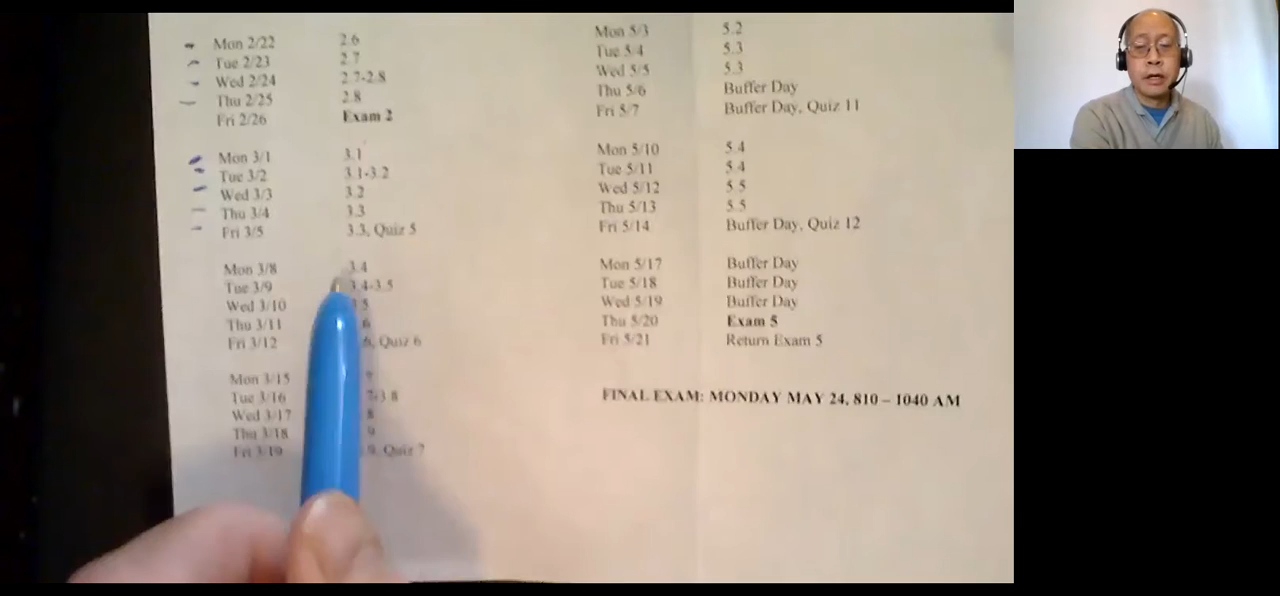 Mon 2/22 2.6
Tue 2/23 2.7
Wed 2/24 2.7-2.8
Thu 2/25 2.8
Fri 2/26 Exam 2
Mon 3/1 3.1
Tue 3/2 3.1-3.2
Wed 3/3 3.2
Thu 3/4 3.3
Fri 3/5 3.3, Quiz 5
Mon 3/8 3.4
Tue 3/9 3.4-3.5
Wed 3/10
Thu 3/11
Fri 3/12 Quiz 6
Mon 3/15
Tue 3/16
Wed 3/17
Thu 3/18
Fri 3/19 Quiz 7
Mon 5/3 5.2
Tue 5/4 5.3
Wed 5/5 5.3
Thu 5/6 Buffer Day
Fri 5/7 Buffer Day, Quiz 11
Mon 5/10 5.4
Tue 5/11 5.4
Wed 5/12 5.5
Thu 5/13 5.5
Fri 5/14 Buffer Day, Quiz 12
Mon 5/17 Buffer Day
Tue 5/18 Buffer Day
Wed 5/19 Buffer Day
Thu 5/20 Exam 5
Fri 5/21 Return Exam 5
FINAL EXAM: MONDAY MAY 24, 810 – 1040 AM